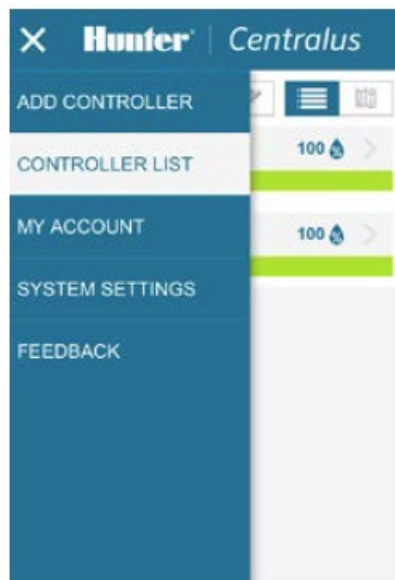 Hunter | Centralus
ADD CONTROLLER
CONTROLLER LIST
100 %
MY ACCOUNT
100 %
SYSTEM SETTINGS
FEEDBACK